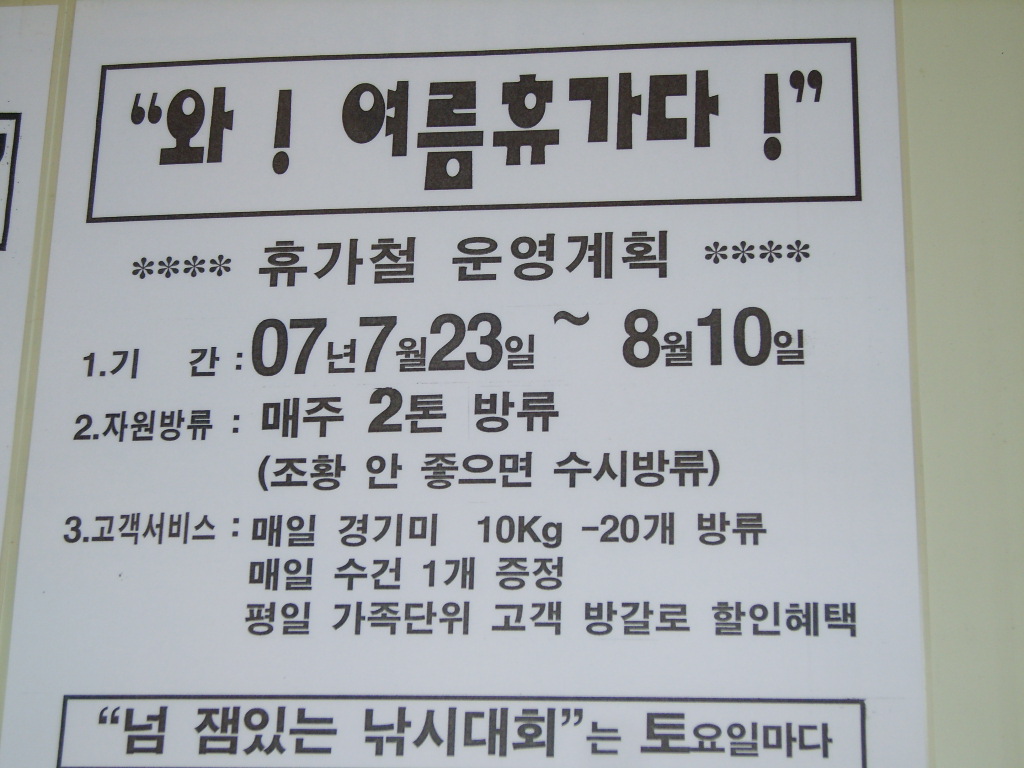 “와 ! 여름휴가다 !”
**** 휴가철 운영계획 ****
1.기 간 : 07년7월23일 ~ 8월10일
2.자원방류 : 매주 2톤 방류
(조황 안 좋으면 수시방류)
3.고객서비스 : 매일 경기미 10Kg -20개 방류
매일 수건 1개 증정
평일 가족단위 고객 방갈로 할인혜택
“넘 잼있는 낚시대회”는 토요일마다